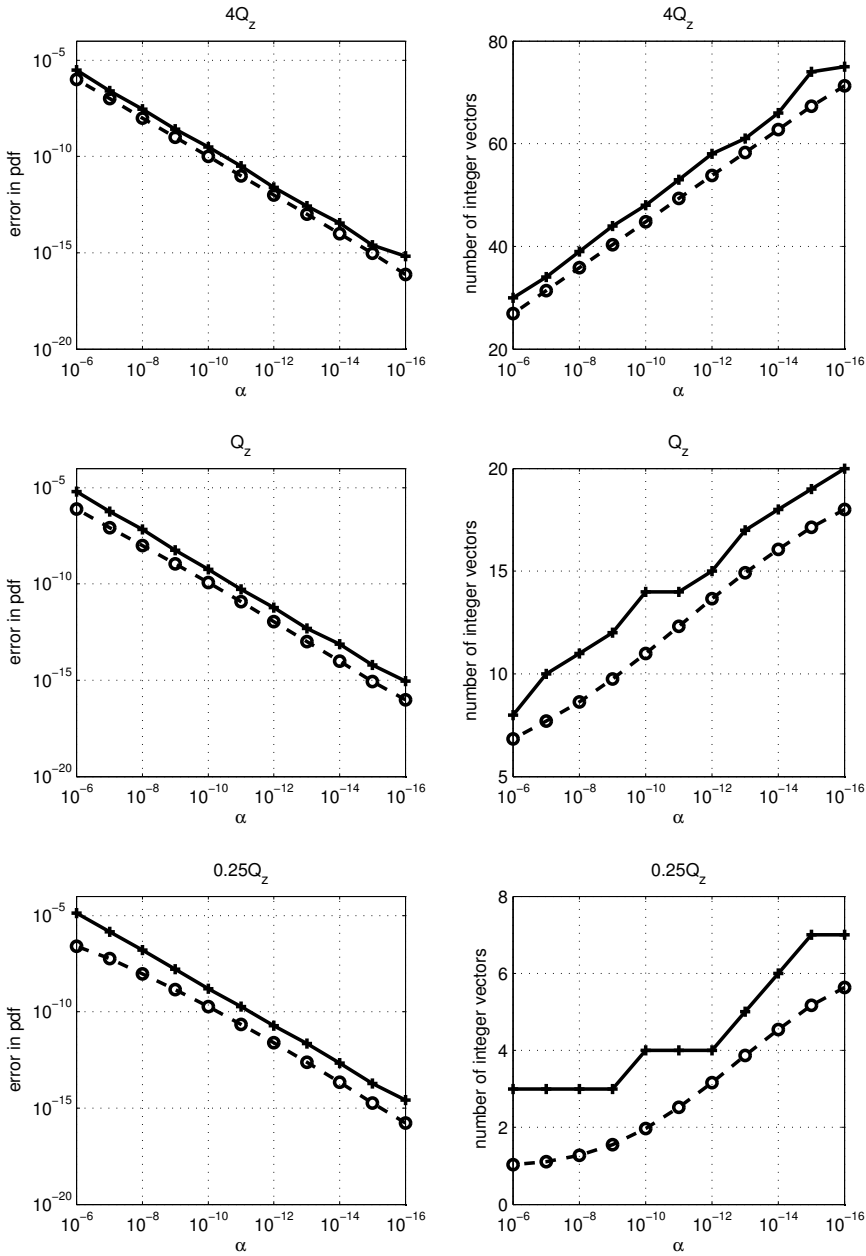 4Q_z
error in pdf
10^−5
10^−10
10^−15
10^−20
10^−6 10^−8 10^−10 10^−12 10^−14 10^−16
α
4Q_z
number of integer vectors
80
60
40
20
10^−6 10^−8 10^−10 10^−12 10^−14 10^−16
α
Q_z
error in pdf
10^−5
10^−10
10^−15
10^−20
10^−6 10^−8 10^−10 10^−12 10^−14 10^−16
α
Q_z
number of integer vectors
20
15
10
5
10^−6 10^−8 10^−10 10^−12 10^−14 10^−16
α
0.25Q_z
error in pdf
10^−5
10^−10
10^−15
10^−20
10^−6 10^−8 10^−10 10^−12 10^−14 10^−16
α
0.25Q_z
number of integer vectors
8
6
4
2
0
10^−6 10^−8 10^−10 10^−12 10^−14 10^−16
α